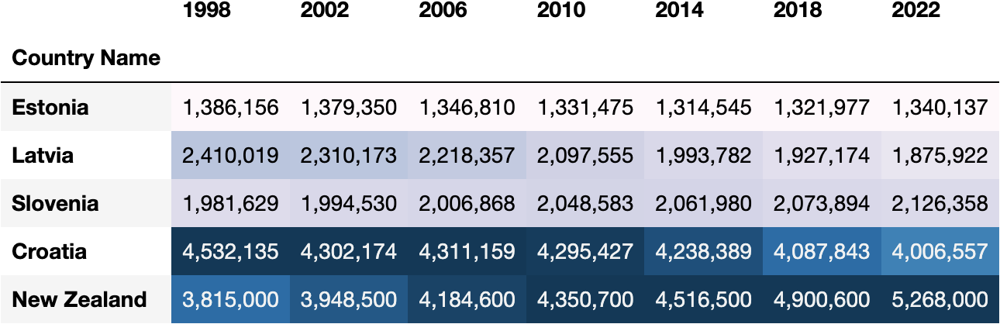 1998 2002 2006 2010 2014 2018 2022
Country Name
Estonia 1,386,156 1,379,350 1,346,810 1,331,475 1,314,545 1,321,977 1,340,137
Latvia 2,410,019 2,310,173 2,218,357 2,097,555 1,993,782 1,927,174 1,875,922
Slovenia 1,981,629 1,994,530 2,006,868 2,048,583 2,061,980 2,073,894 2,126,358
Croatia 4,532,135 4,302,174 4,311,159 4,295,427 4,238,389 4,087,843 4,006,557
New Zealand 3,815,000 3,948,500 4,184,600 4,350,700 4,516,500 4,900,600 5,268,000